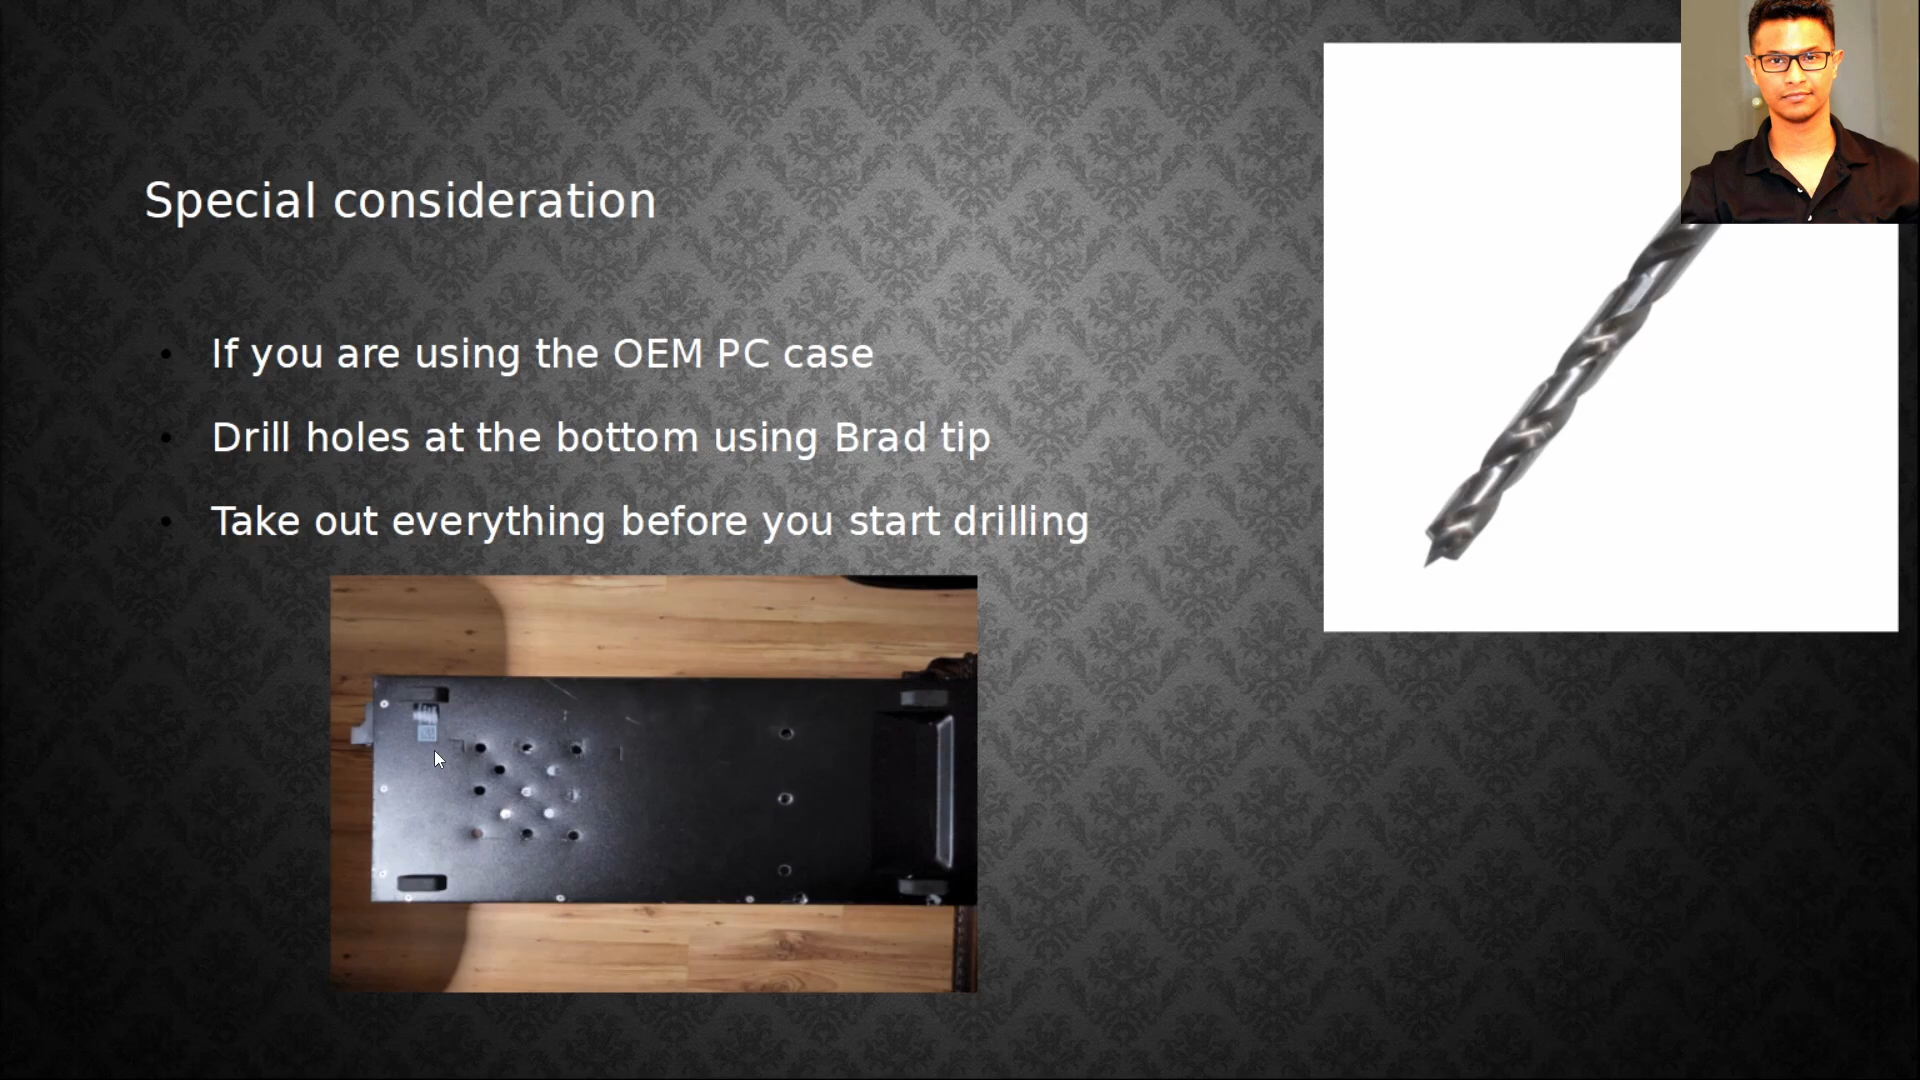 Special consideration
If you are using the OEM PC case
Drill holes at the bottom using Brad tip
Take out everything before you start drilling